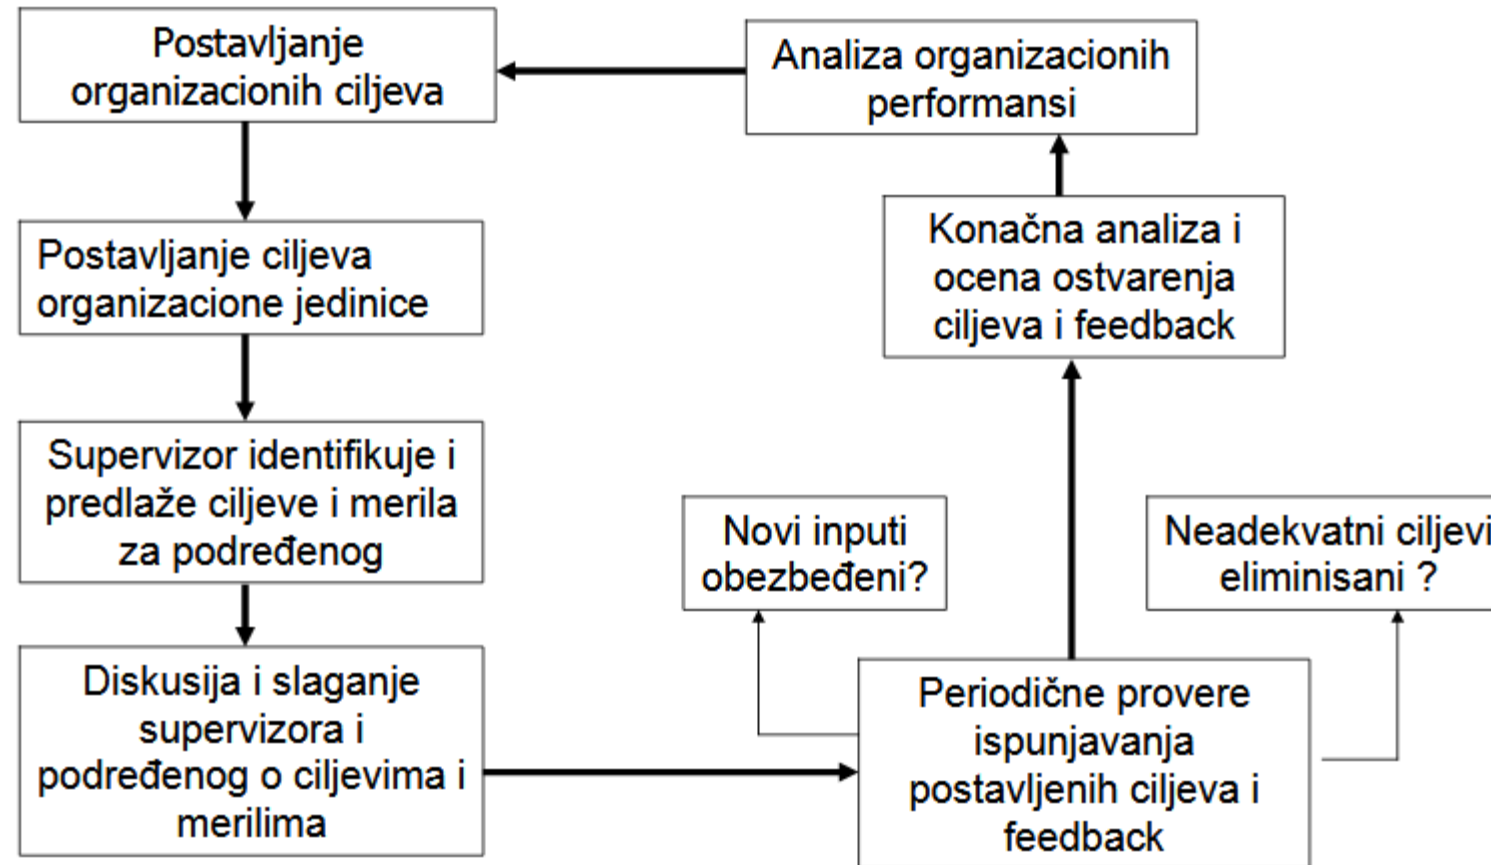 Postavljanje
organizacionih ciljeva
Postavljanje ciljeva
organizacione jedinice
Supervizor identifikuje i
predlaže ciljeve i merila
za podređenog
Diskusija i slaganje
supervizora i
podređenog o ciljevima i
merilima
Periodične provere
ispunjavanja
postavljenih ciljeva i
feedback
Novi inputi
obezbeđeni?
Neadekvatni ciljevi
eliminisani ?
Konačna analiza i
ocena ostvarenja
ciljeva i feedback
Analiza organizacionih
performansi